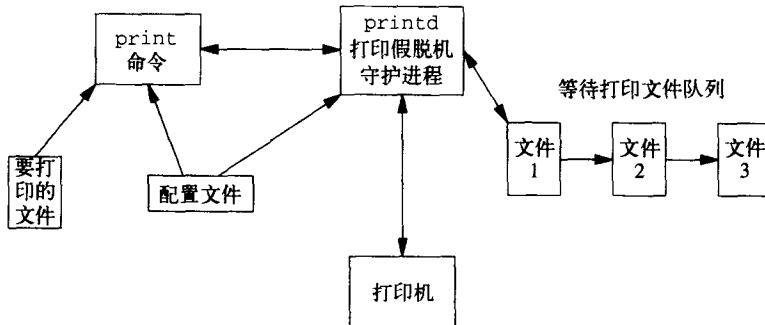 print
命令
printd
打印假脱机
守护进程
等待打印文件队列
要打
印的
文件
配置文件
文件
1
文件
2
文件
3
打印机